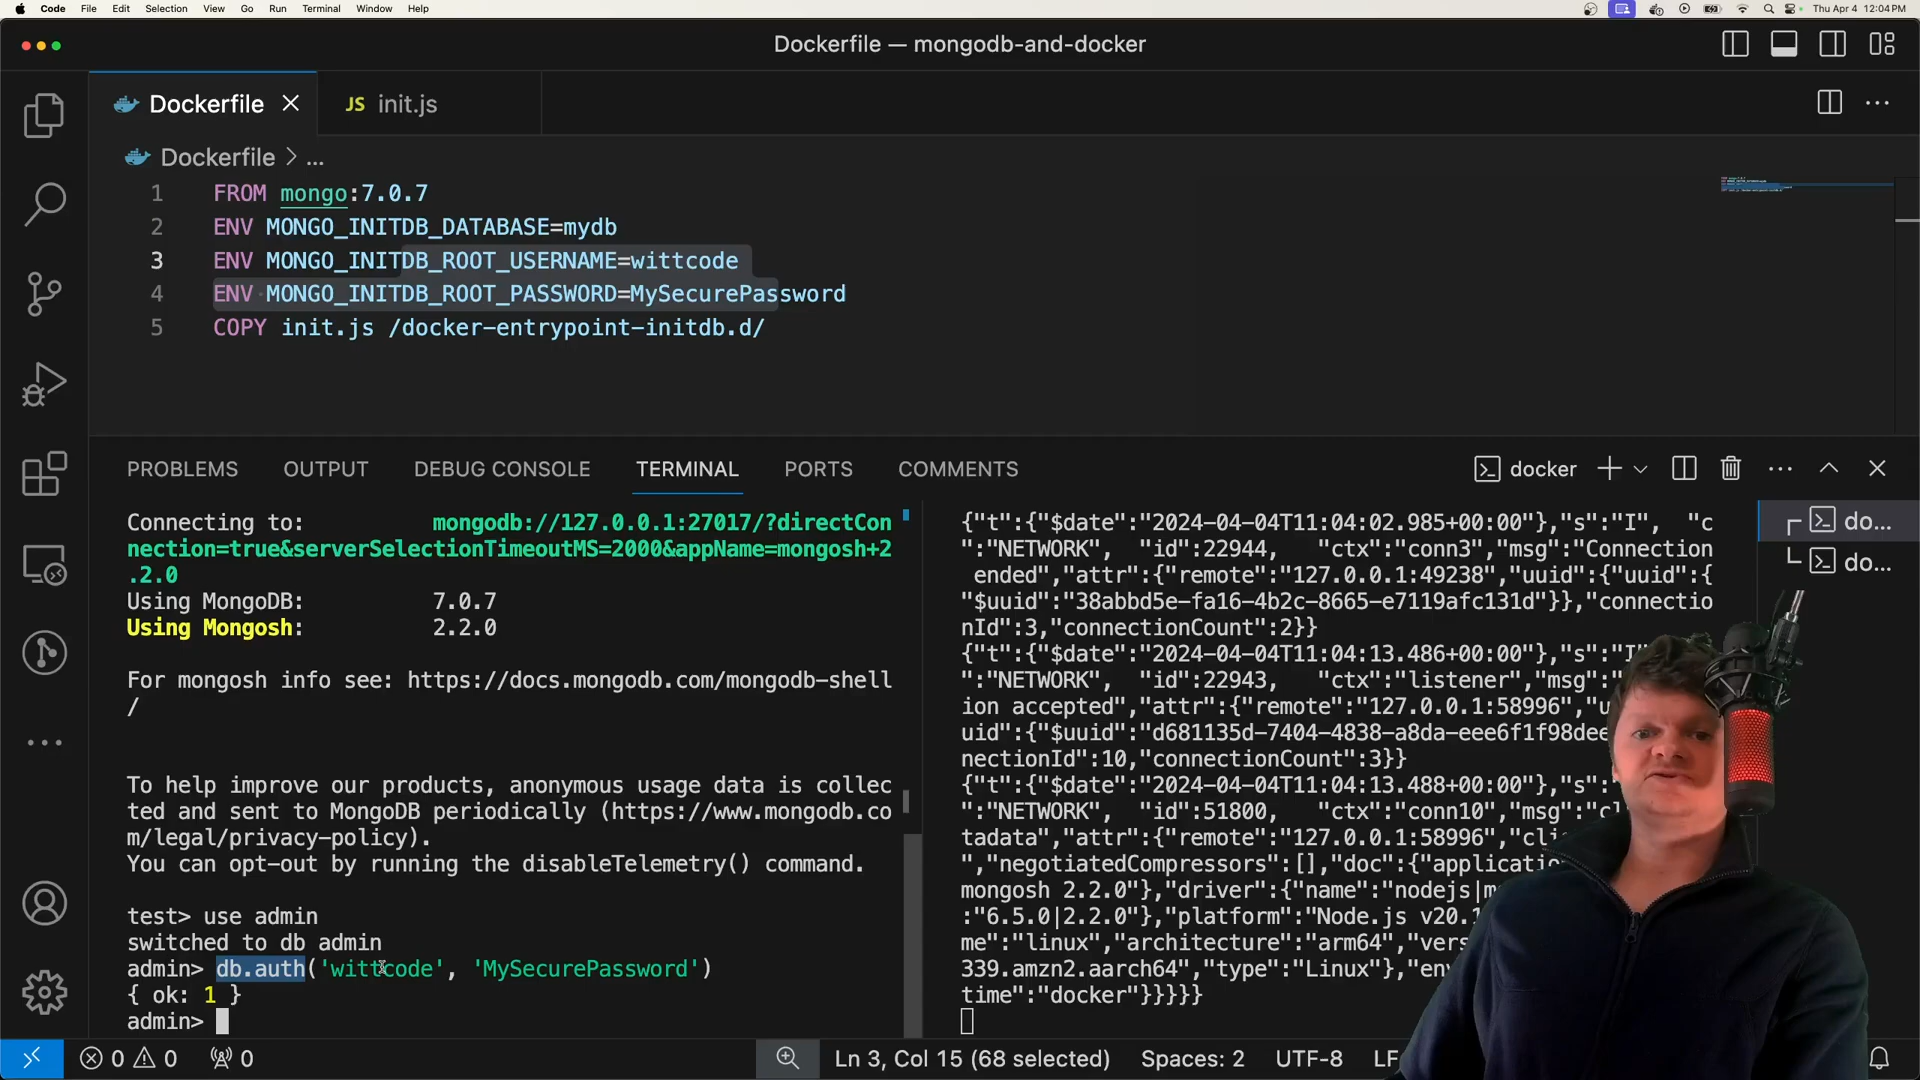 Code File Edit Selection View Go Run Terminal Window Help
Thu Apr 4 12:04 PM
Dockerfile — mongodb-and-docker
Dockerfile
JS init.js
Dockerfile > ...
1 FROM mongo:7.0.7
2 ENV MONGO_INITDB_DATABASE=mydb
3 ENV MONGO_INITDB_ROOT_USERNAME=wittcode
4 ENV MONGO_INITDB_ROOT_PASSWORD=MySecurePassword
5 COPY init.js /docker-entrypoint-initdb.d/
PROBLEMS OUTPUT DEBUG CONSOLE TERMINAL PORTS COMMENTS
docker
Connecting to: mongodb://127.0.0.1:27017/?directCon
nection=true&serverSelectionTimeoutMS=2000&appName=mongosh+2
.2.0
Using MongoDB: 7.0.7
Using Mongosh: 2.2.0
For mongosh info see: https://docs.mongodb.com/mongodb-shell
/
To help improve our products, anonymous usage data is collec
ted and sent to MongoDB periodically (https://www.mongodb.co
m/legal/privacy-policy).
You can opt-out by running the disableTelemetry() command.
test> use admin
switched to db admin
admin> db.auth('wittcode', 'MySecurePassword')
{ ok: 1 }
admin>
{"t":{"$date":"2024-04-04T11:04:02.985+00:00"},"s":"I", "c
":"NETWORK", "id":22944, "ctx":"conn3","msg":"Connection
ended","attr":{"remote":"127.0.0.1:49238","uuid":{"uuid":{
"$uuid":"38abbd5e-fa16-4b2c-8665-e7119afc131d"}},"connectio
nId":3,"connectionCount":2}}
{"t":{"$date":"2024-04-04T11:04:13.486+00:00"},"s":"I"
":"NETWORK", "id":22943, "ctx":"listener","msg":
ion accepted","attr":{"remote":"127.0.0.1:58996","u
uid":{"$uuid":"d681135d-7404-4838-a8da-eee6f1f98dee
nectionId":10,"connectionCount":3}}
{"t":{"$date":"2024-04-04T11:04:13.488+00:00"},"s":
":"NETWORK", "id":51800, "ctx":"conn10","msg":"cl
tadata","attr":{"remote":"127.0.0.1:58996","cli
","negotiatedCompressors":[],"doc":{"applicati
mongosh 2.2.0"},"driver":{"name":"nodejs|m
:"6.5.0|2.2.0"},"platform":"Node.js v20.1
me":"linux","architecture":"arm64","vers
339.amzn2.aarch64","type":"Linux"},"env
time":"docker"}}}}}
do...
do...
0 0 0
Ln 3, Col 15 (68 selected) Spaces: 2 UTF-8 LF